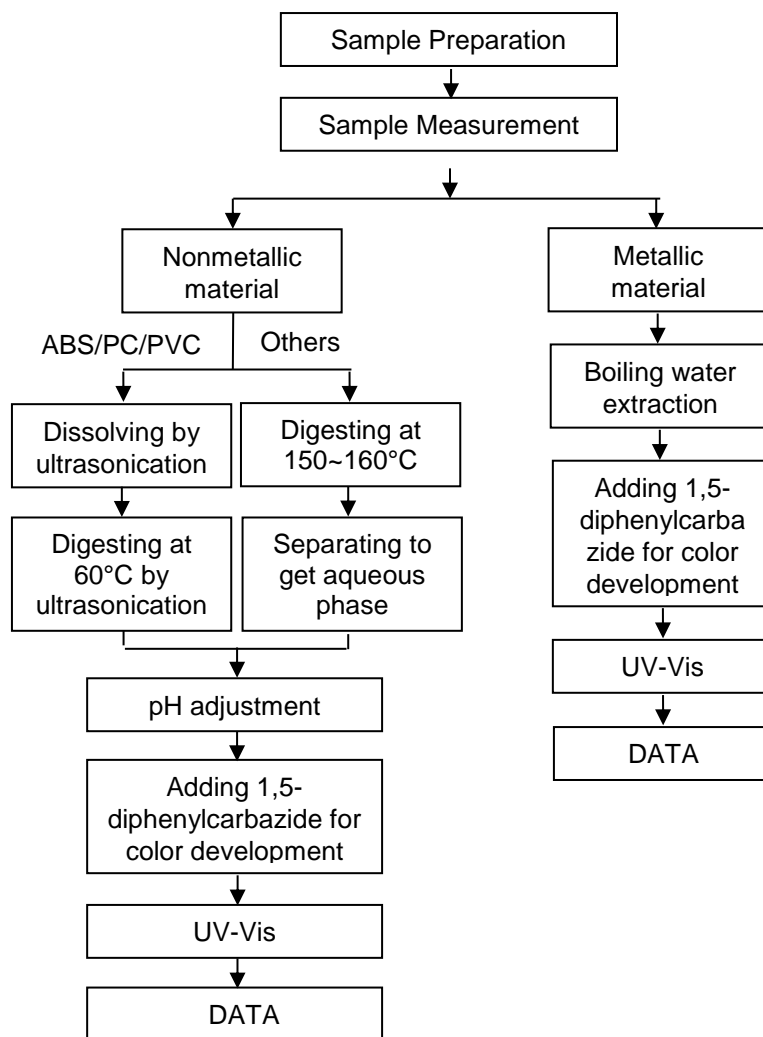 Sample Preparation
Sample Measurement
Nonmetallic
material
Metallic
material
ABS/PC/PVC
Others
Boiling water
extraction
Dissolving by
ultrasonication
Digesting at
150~160°C
Adding 1,5-
diphenylcarba
zide for color
development
Digesting at
60°C by
ultrasonication
Separating to
get aqueous
phase
UV-Vis
pH adjustment
DATA
Adding 1,5-
diphenylcarbazide for
color development
UV-Vis
DATA